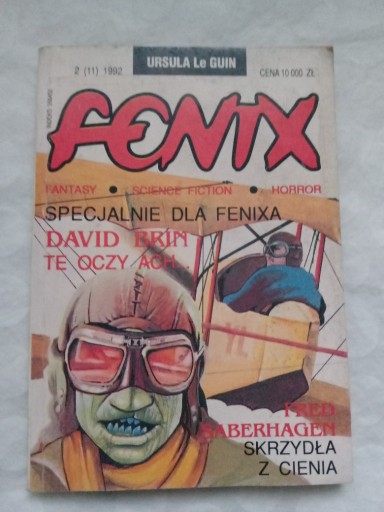 URSULA Le GUIN
2 (11) 1992
CENA 10 000 ZŁ
FENIX
FANTASY ● SCIENCE FICTION ● HORROR
SPECJALNIE DLA FENIXA
DAVID BRIN
TE OCZY ACH...
FRED
SABERHAGEN
SKRZYDŁA
Z CIENIA